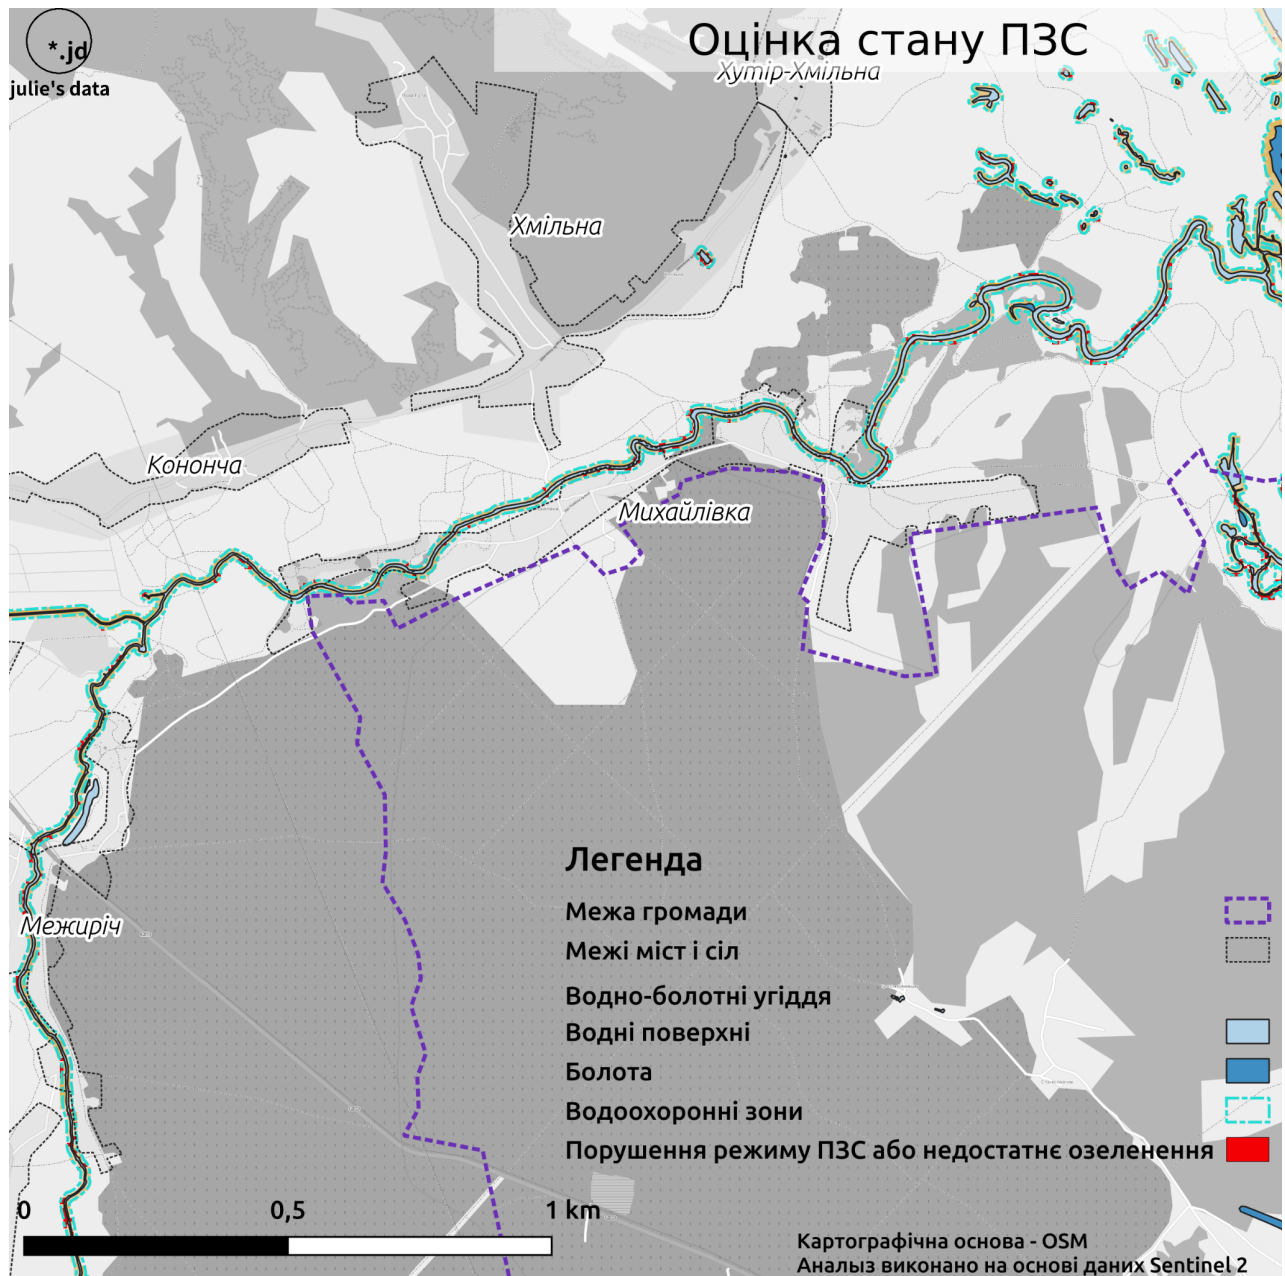 *.jd
julie's data
Оцінка стану ПЗС
Хутір-Хмільна
Хмільна
Кононча
Михайлівка
Межиріч
Легенда
Межа громади
Межі міст і сіл
Водно-болотні угіддя
Водні поверхні
Болота
Водоохоронні зони
Порушення режиму ПЗС або недостатнє озеленення
0 0,5 1 km
Картографічна основа - OSM
Аналыз виконано на основі даних Sentinel 2